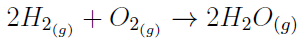 2H₂₍g₎ + O₂₍g₎ → 2H₂O₍g₎